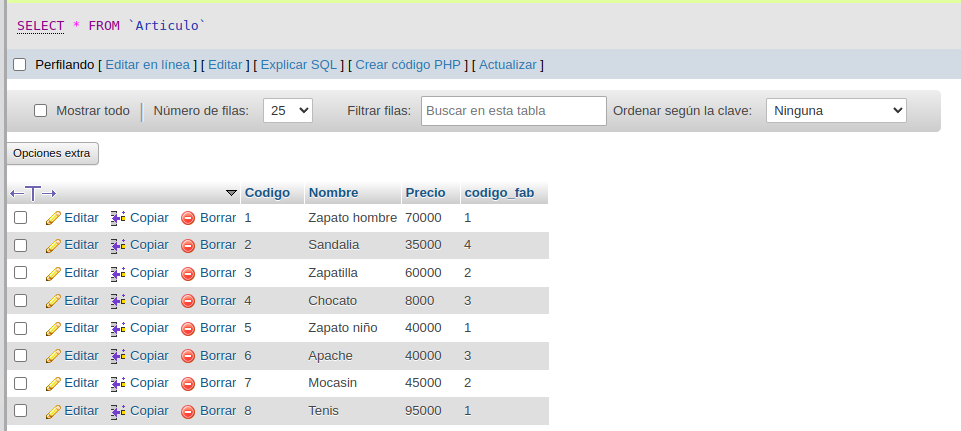 SELECT * FROM `Articulo`
Perfilando [ Editar en línea ] [ Editar ] [ Explicar SQL ] [ Crear código PHP ] [ Actualizar ]
Mostrar todo Número de filas: 25 Filtrar filas: Buscar en esta tabla Ordenar según la clave: Ninguna
Opciones extra
←T→ Codigo Nombre Precio codigo_fab
Editar Copiar Borrar 1 Zapato hombre 70000 1
Editar Copiar Borrar 2 Sandalia 35000 4
Editar Copiar Borrar 3 Zapatilla 60000 2
Editar Copiar Borrar 4 Chocato 8000 3
Editar Copiar Borrar 5 Zapato niño 40000 1
Editar Copiar Borrar 6 Apache 40000 3
Editar Copiar Borrar 7 Mocasin 45000 2
Editar Copiar Borrar 8 Tenis 95000 1